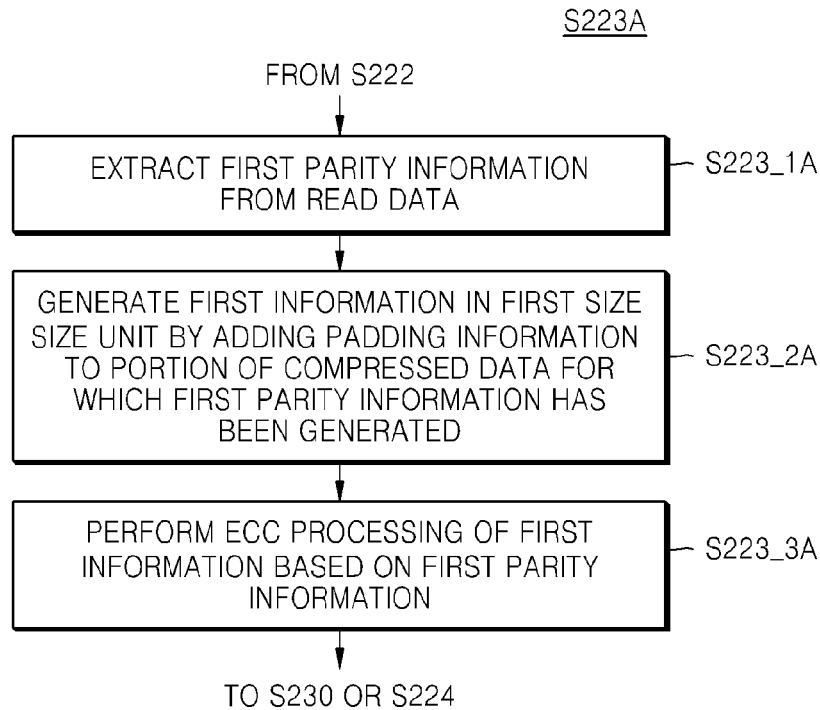 S223A
FROM S222
EXTRACT FIRST PARITY INFORMATION
FROM READ DATA
S223_1A
GENERATE FIRST INFORMATION IN FIRST SIZE
SIZE UNIT BY ADDING PADDING INFORMATION
TO PORTION OF COMPRESSED DATA FOR
WHICH FIRST PARITY INFORMATION HAS
BEEN GENERATED
S223_2A
PERFORM ECC PROCESSING OF FIRST
INFORMATION BASED ON FIRST PARITY
INFORMATION
S223_3A
TO S230 OR S224